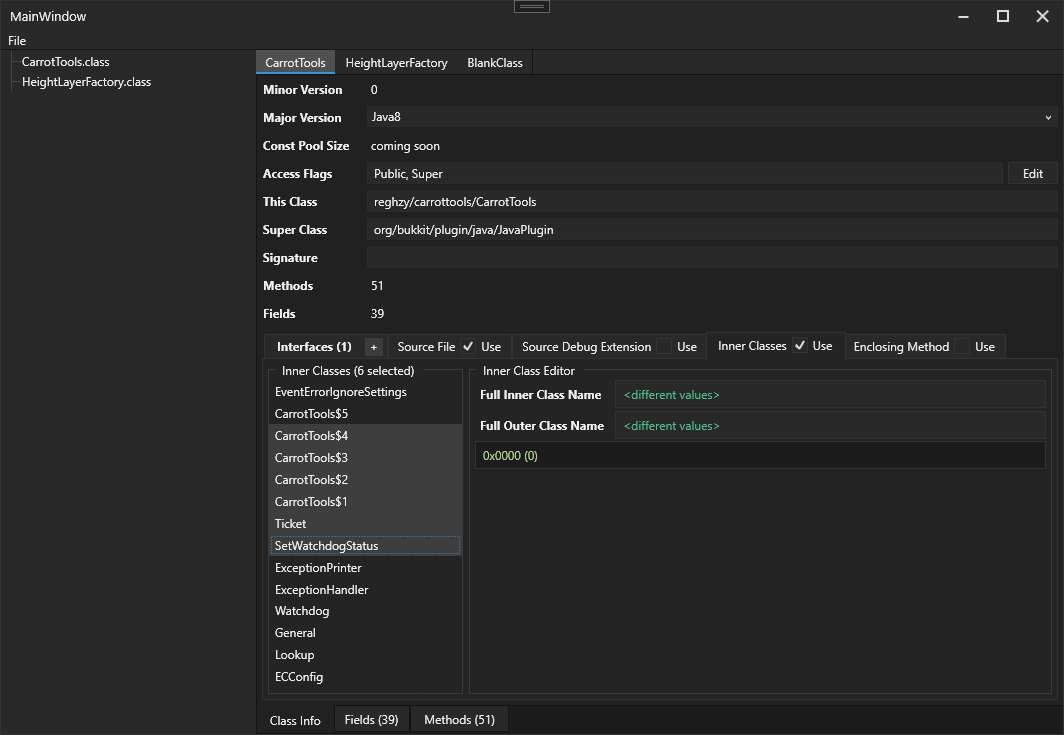 MainWindow
File
CarrotTools.class
HeightLayerFactory.class
CarrotTools HeightLayerFactory BlankClass
Minor Version 0
Major Version Java8
Const Pool Size coming soon
Access Flags Public, Super Edit
This Class reghzy/carrottools/CarrotTools
Super Class org/bukkit/plugin/java/JavaPlugin
Signature
Methods 51
Fields 39
Interfaces (1) + Source File Use Source Debug Extension Use Inner Classes Use Enclosing Method Use
Inner Classes (6 selected)
EventErrorIgnoreSettings
CarrotTools$5
CarrotTools$4
CarrotTools$3
CarrotTools$2
CarrotTools$1
Ticket
SetWatchdogStatus
ExceptionPrinter
ExceptionHandler
Watchdog
General
Lookup
ECConfig
Inner Class Editor
Full Inner Class Name <different values>
Full Outer Class Name <different values>
0x0000 (0)
Class Info Fields (39) Methods (51)